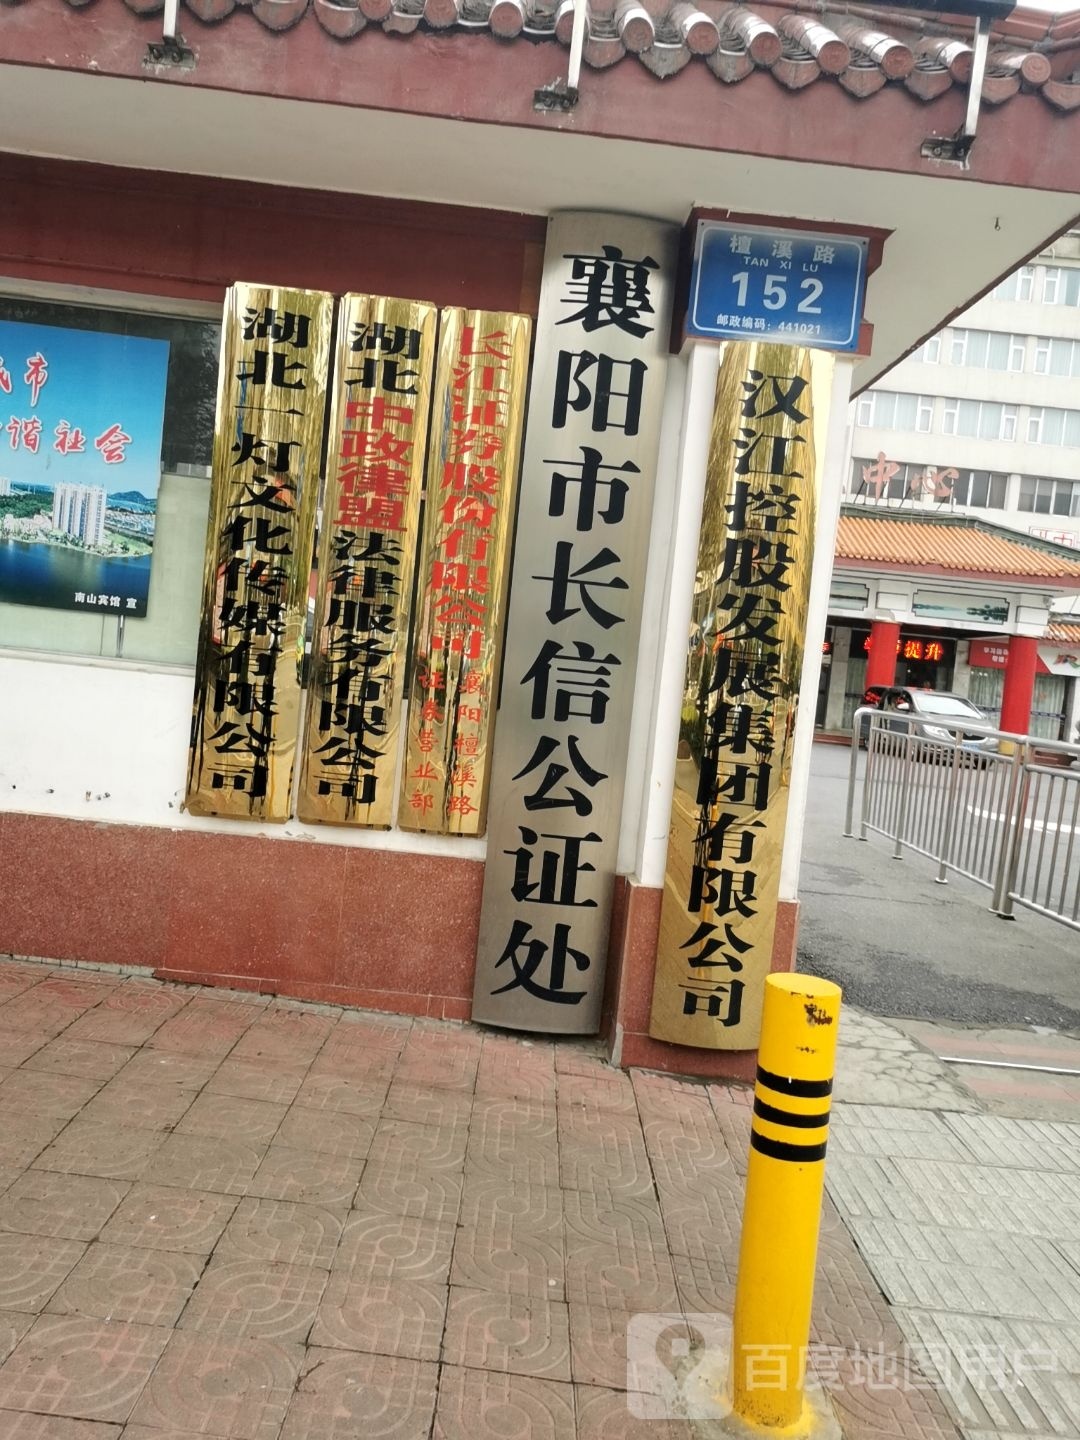 湖北一灯文化传媒有限公司
湖北中政律盟法律服务有限公司
长江证券股份有限公司
襄阳檀溪路
证券营业部
襄阳市长信公证处
檀溪路
TAN XI LU
152
邮政编码：441021
汉江控股发展集团有限公司
民市
谐社会
南山宾馆 宣
中心
提升
百度地图用户